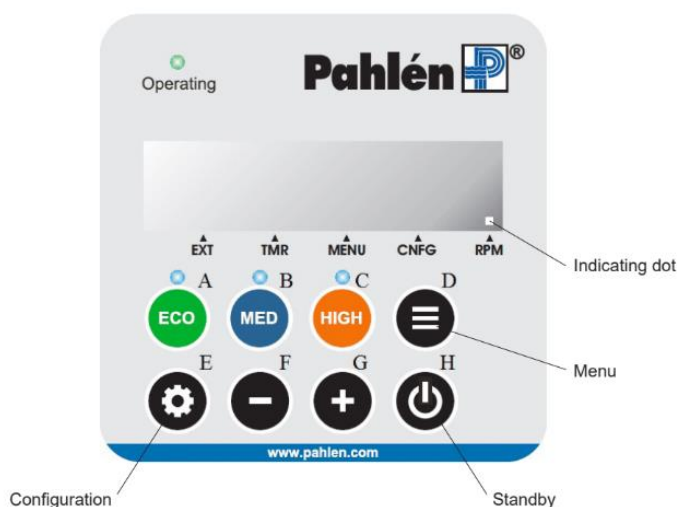 Operating
Pahlén ®
EXT TMR MENU CNFG RPM
Indicating dot
A B C D
ECO MED HIGH
Menu
E F G H
www.pahlen.com
Configuration Standby